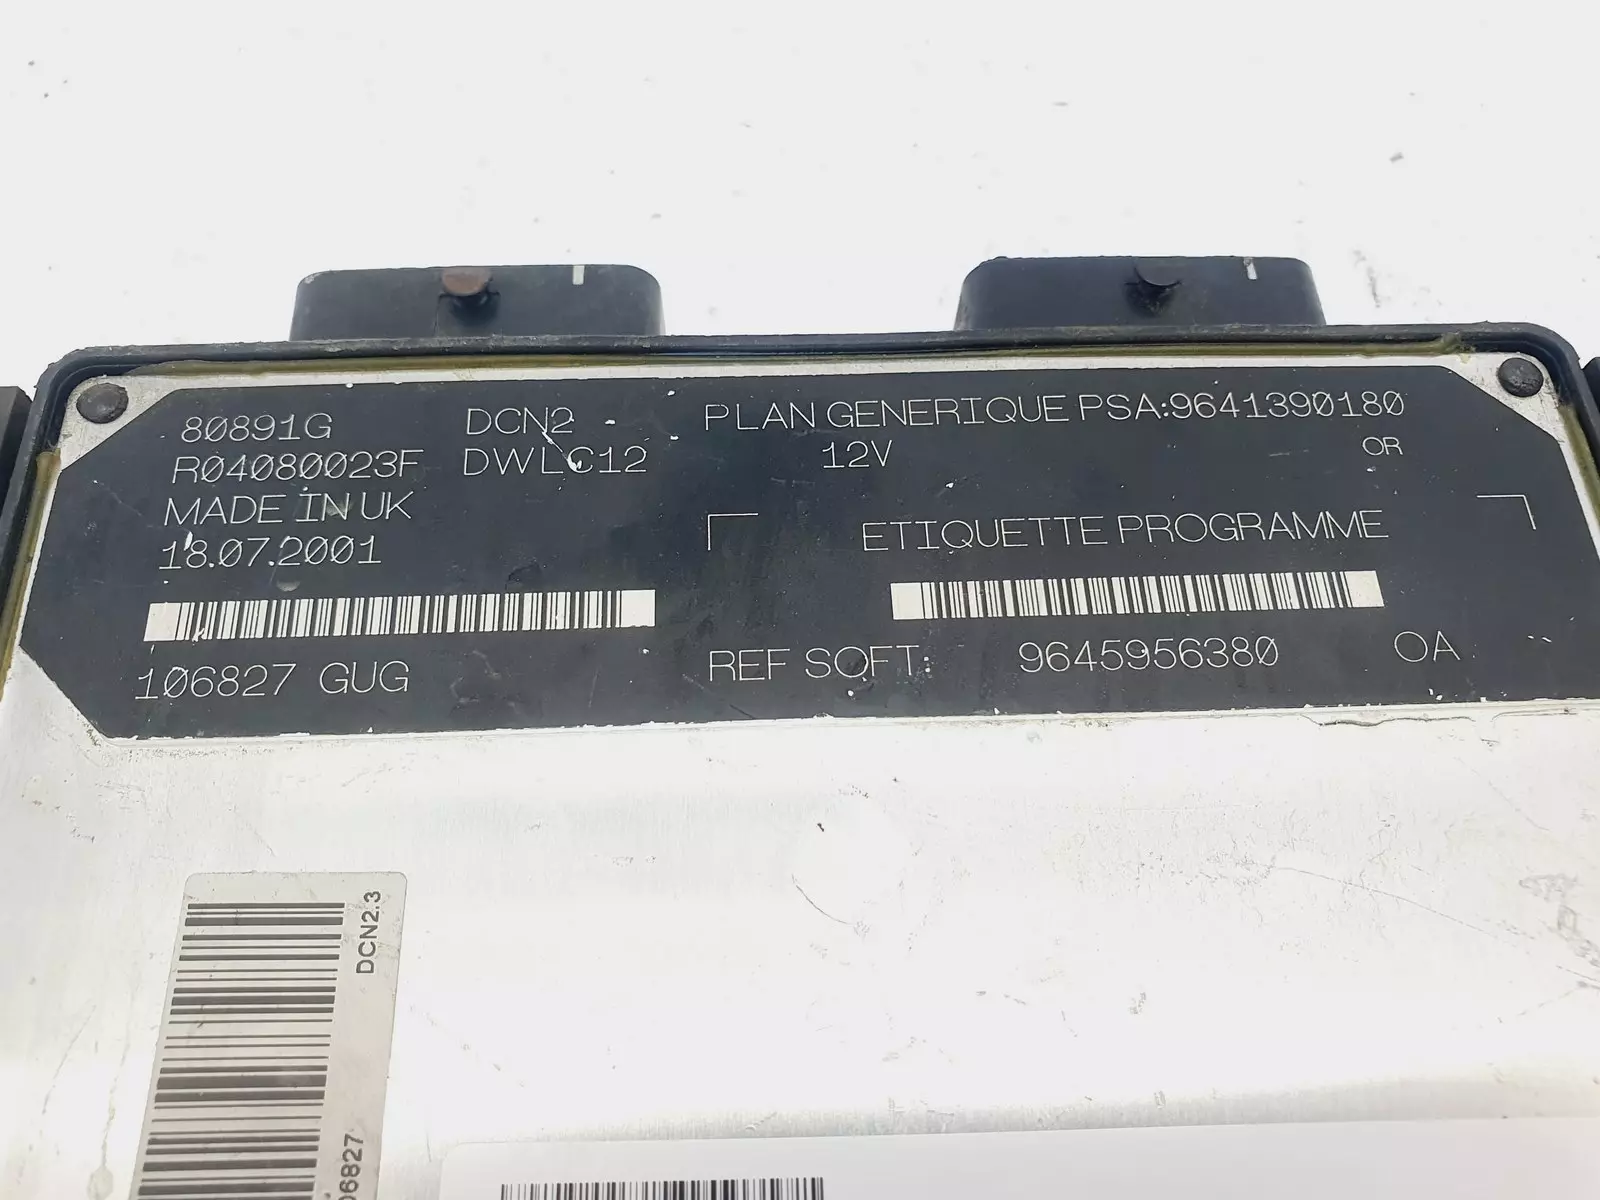 80891G DCN2 PLAN GENERIQUE PSA:9641390180
R04080023F DWLC12 12V OR
MADE IN UK
18.07.2001
ETIQUETTE PROGRAMME
106827 GUG REF SOFT: 9645956380 OA
DCN2.3
06827